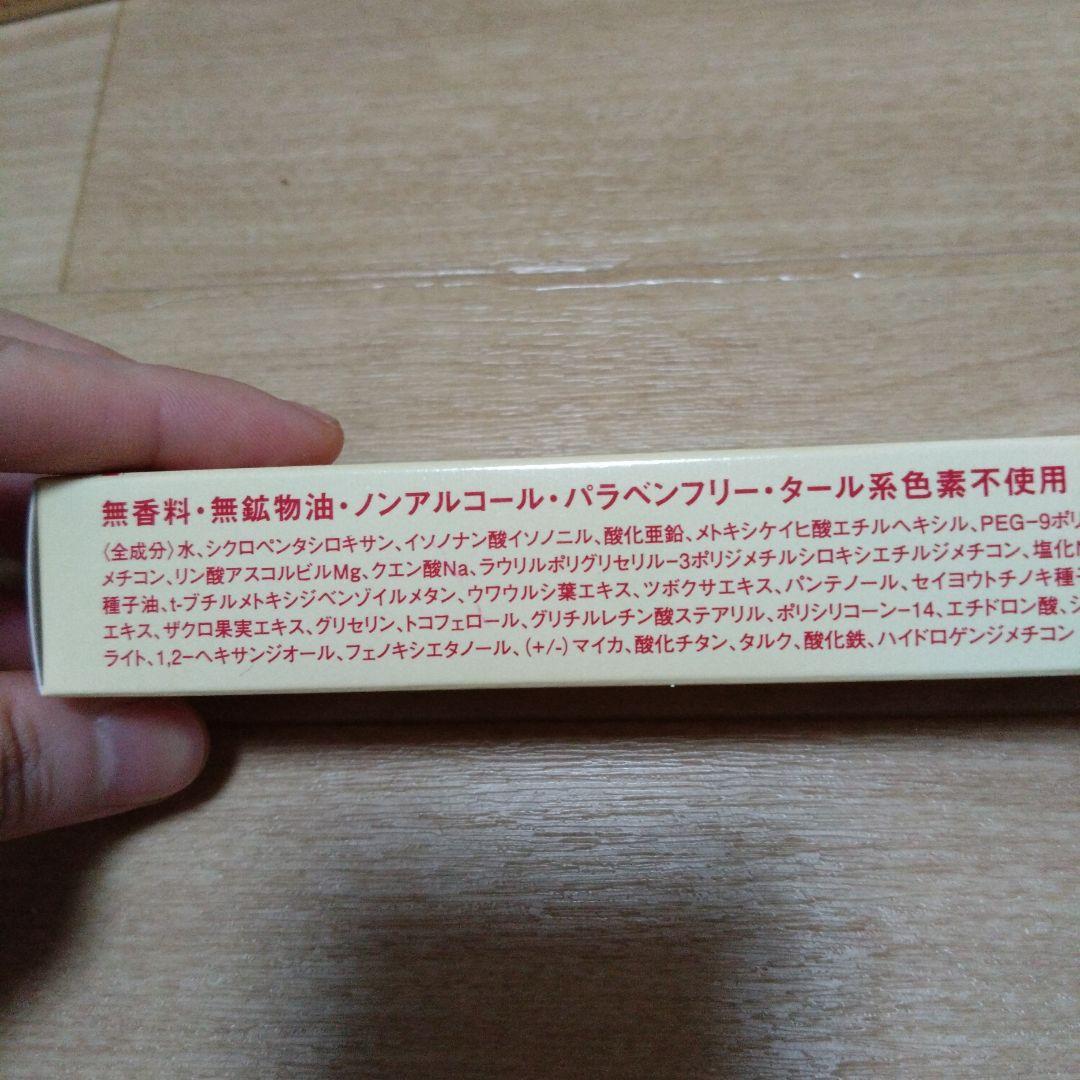 無香料・無鉱物油・ノンアルコール・パラベンフリー・タール系色素不使用
〈全成分〉水、シクロペンタシロキサン、イソノナン酸イソノニル、酸化亜鉛、メトキシケイヒ酸エチルヘキシル、PEG-9ポリ
メチコン、リン酸アスコルビルMg、クエン酸Na、ラウリルポリグリセリル-3ポリジメチルシロキシエチルジメチコン、塩化
種子油、t-ブチルメトキシジベンゾイルメタン、ウワウルシ葉エキス、ツボクサエキス、パンテノール、セイヨウトチノキ種
エキス、ザクロ果実エキス、グリセリン、トコフェロール、グリチルレチン酸ステアリル、ポリシリコーン-14、エチドロン酸、シ
ライト、1,2-ヘキサンジオール、フェノキシエタノール、(+/-)マイカ、酸化チタン、タルク、酸化鉄、ハイドロゲンジメチコン